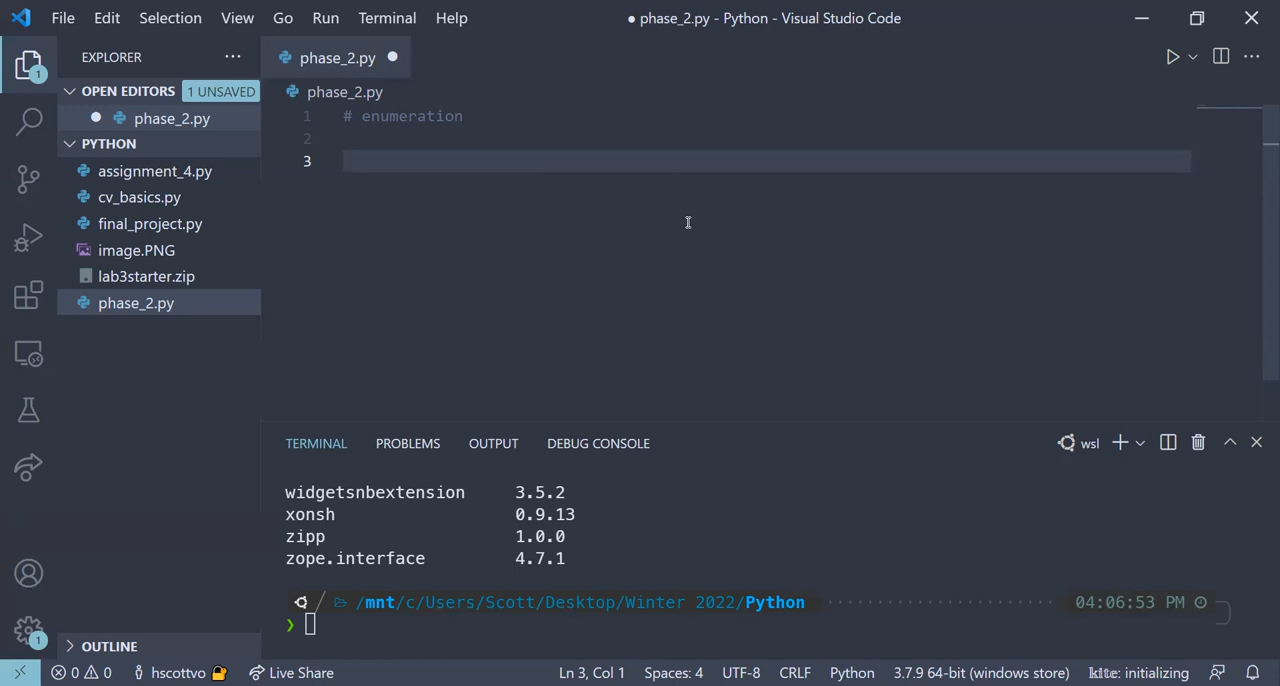 File Edit Selection View Go Run Terminal Help
● phase_2.py - Python - Visual Studio Code
EXPLORER
1
OPEN EDITORS 1 UNSAVED
phase_2.py
PYTHON
assignment_4.py
cv_basics.py
final_project.py
image.PNG
lab3starter.zip
phase_2.py
OUTLINE
1
phase_2.py
phase_2.py
1 # enumeration
2
3
TERMINAL PROBLEMS OUTPUT DEBUG CONSOLE
wsl
widgetsnbextension 3.5.2
xonsh 0.9.13
zipp 1.0.0
zope.interface 4.7.1
/mnt/c/Users/Scott/Desktop/Winter 2022/Python 04:06:53 PM
❯
0 0 hscottvo Live Share Ln 3, Col 1 Spaces: 4 UTF-8 CRLF Python 3.7.9 64-bit (windows store) kite: initializing